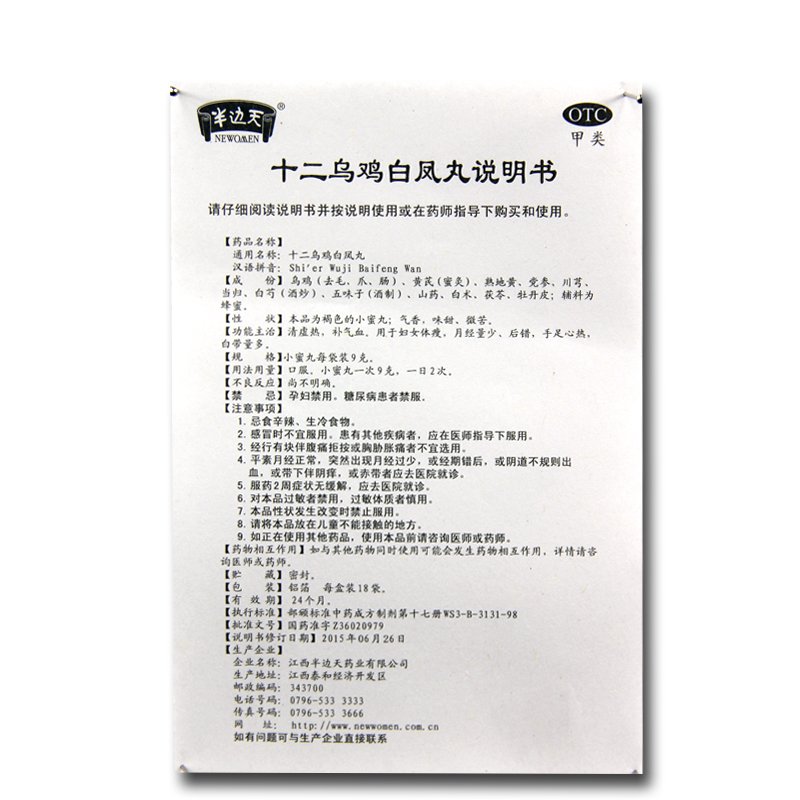 半边天®
NEWOMEN
OTC
甲类
十二乌鸡白凤丸说明书
请仔细阅读说明书并按说明使用或在药师指导下购买和使用。
【药品名称】
通用名称：十二乌鸡白凤丸
汉语拼音：Shi'er Wuji Baifeng Wan
【成 份】乌鸡（去毛、爪、肠）、黄芪（蜜炙）、熟地黄、党参、川芎、
当归、白芍（酒炒）、五味子（酒制）、山药、白术、茯苓、牡丹皮；辅料为
蜂蜜。
【性 状】本品为褐色的小蜜丸；气香，味甜、微苦。
【功能主治】清虚热，补气血。用于妇女体瘦，月经量少、后错，手足心热，
白带量多。
【规 格】小蜜丸每袋装9克。
【用法用量】口服。小蜜丸一次9克，一日2次。
【不良反应】尚不明确。
【禁 忌】孕妇禁用。糖尿病患者禁服。
【注意事项】
1. 忌食辛辣、生冷食物。
2. 感冒时不宜服用。患有其他疾病者，应在医师指导下服用。
3. 经行有块伴腹痛拒按或胸胁胀痛者不宜选用。
4. 平素月经正常，突然出现月经过少，或经期错后，或阴道不规则出
血，或带下伴阴痒，或赤带者应去医院就诊。
5. 服药2周症状无缓解，应去医院就诊。
6. 对本品过敏者禁用，过敏体质者慎用。
7. 本品性状发生改变时禁止服用。
8. 请将本品放在儿童不能接触的地方。
9. 如正在使用其他药品，使用本品前请咨询医师或药师。
【药物相互作用】如与其他药物同时使用可能会发生药物相互作用，详情请咨
询医师或药师。
【贮 藏】密封。
【包 装】铝箔 每盒装18袋。
【有 效 期】24个月。
【执行标准】部颁标准中药成方制剂第十七册WS3-B-3131-98
【批准文号】国药准字Z36020979
【说明书修订日期】2015年06月26日
【生产企业】
企业名称：江西半边天药业有限公司
生产地址：江西泰和经济开发区
邮政编码：343700
电话号码：0796-533 3333
传真号码：0796-533 3666
网 址：http://www.newwomen.com.cn
如有问题可与生产企业直接联系